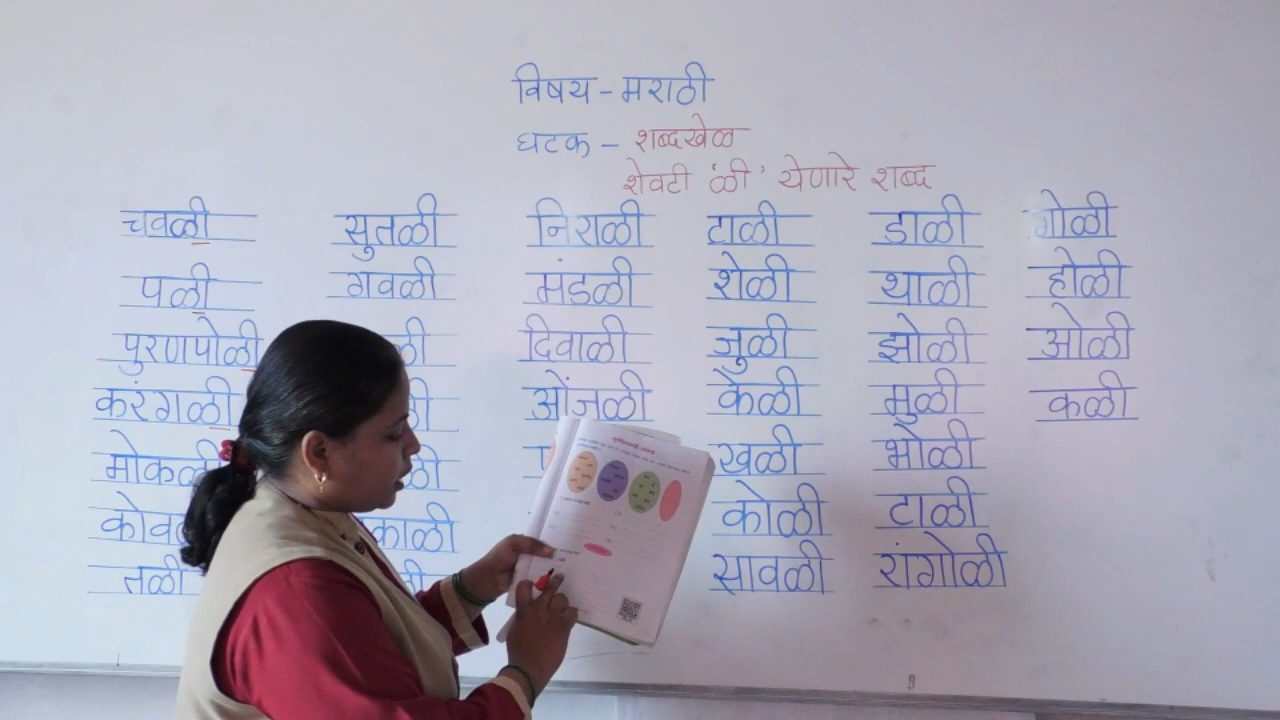 विषय - मराठी
घटक - शब्दखेळ
शेवटी 'ळी' येणारे शब्द
चवळी सुतळी निराळी टाळी डाळी गोळी
पळी गवळी मंडळी शेळी थाळी होळी
पुरणपोळी दिवाळी जुळी झोळी ओळी
करंगळी ओंजळी केळी मुळी कळी
मोकळी खळी भोळी
कोळी टाळी
तळी सावळी रांगोळी